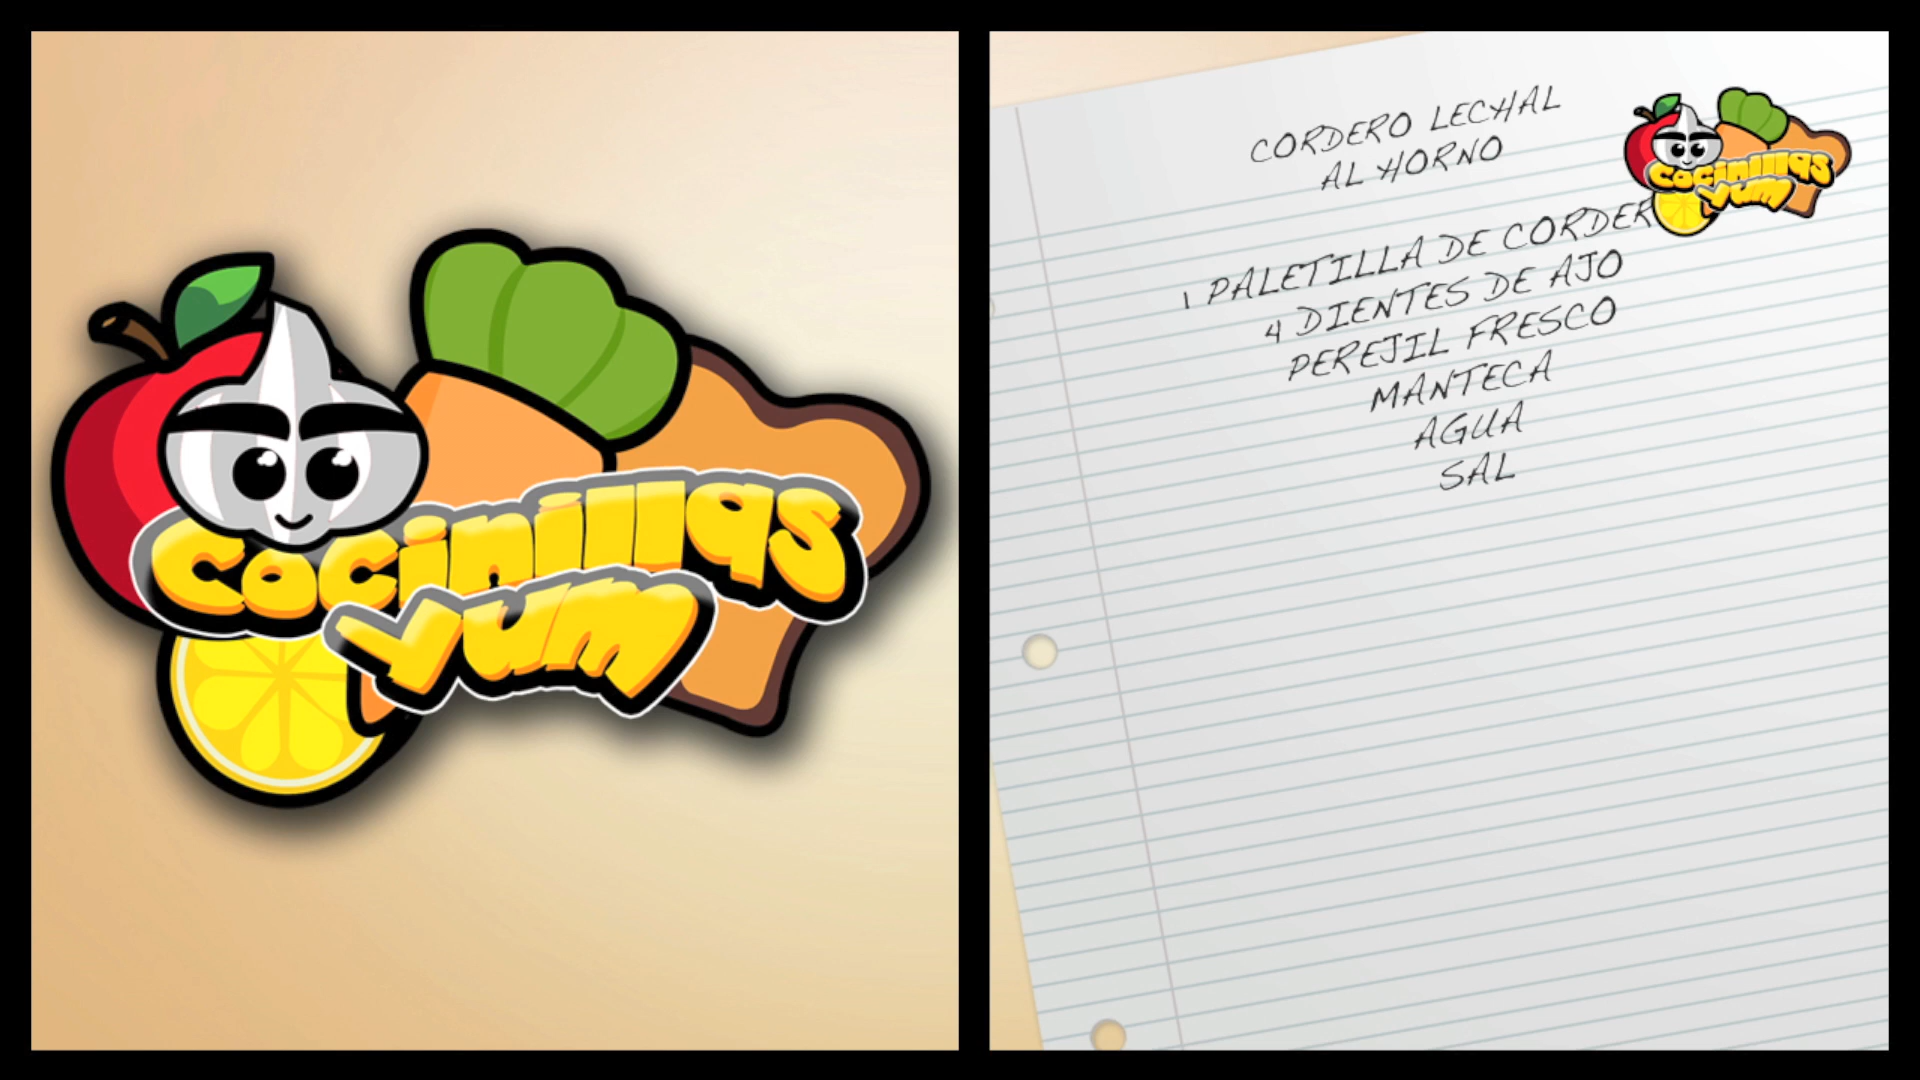 Cocinillas
Yum
CORDERO LECHAL
AL HORNO
Cocinillas
Yum
1 PALETILLA DE CORDER
4 DIENTES DE AJO
PEREJIL FRESCO
MANTECA
AGUA
SAL